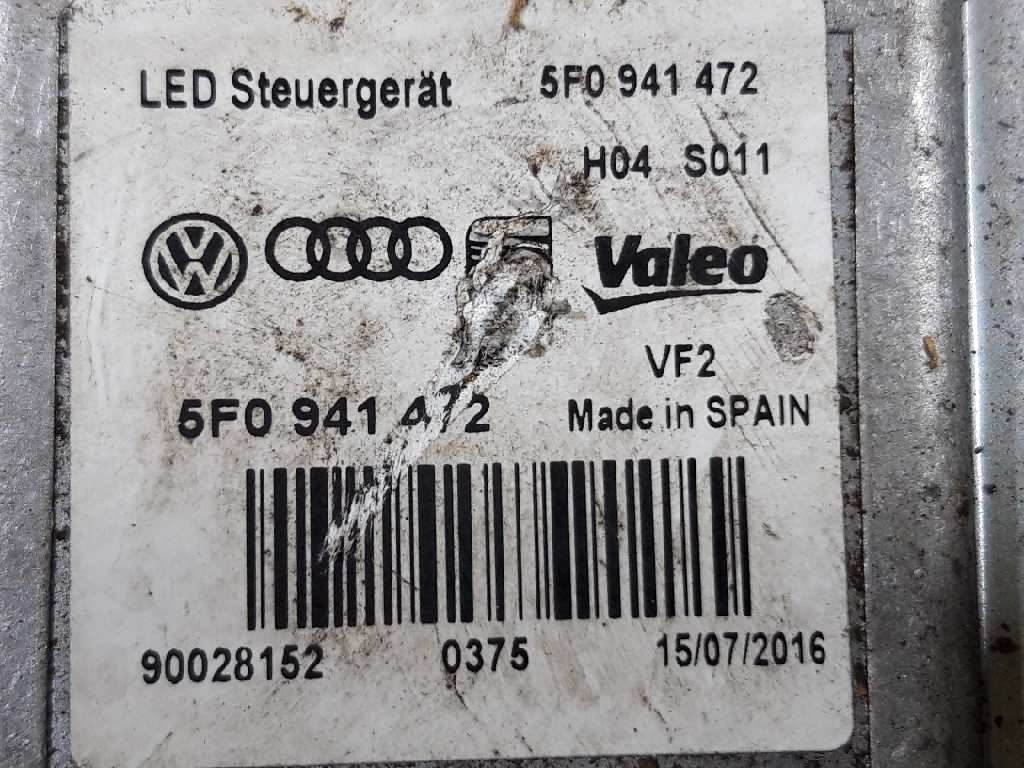 LED Steuergerät 5F0 941 472
H04 S011
Valeo
VF2
5F0 941 472 Made in SPAIN
90028152 0375 15/07/2016